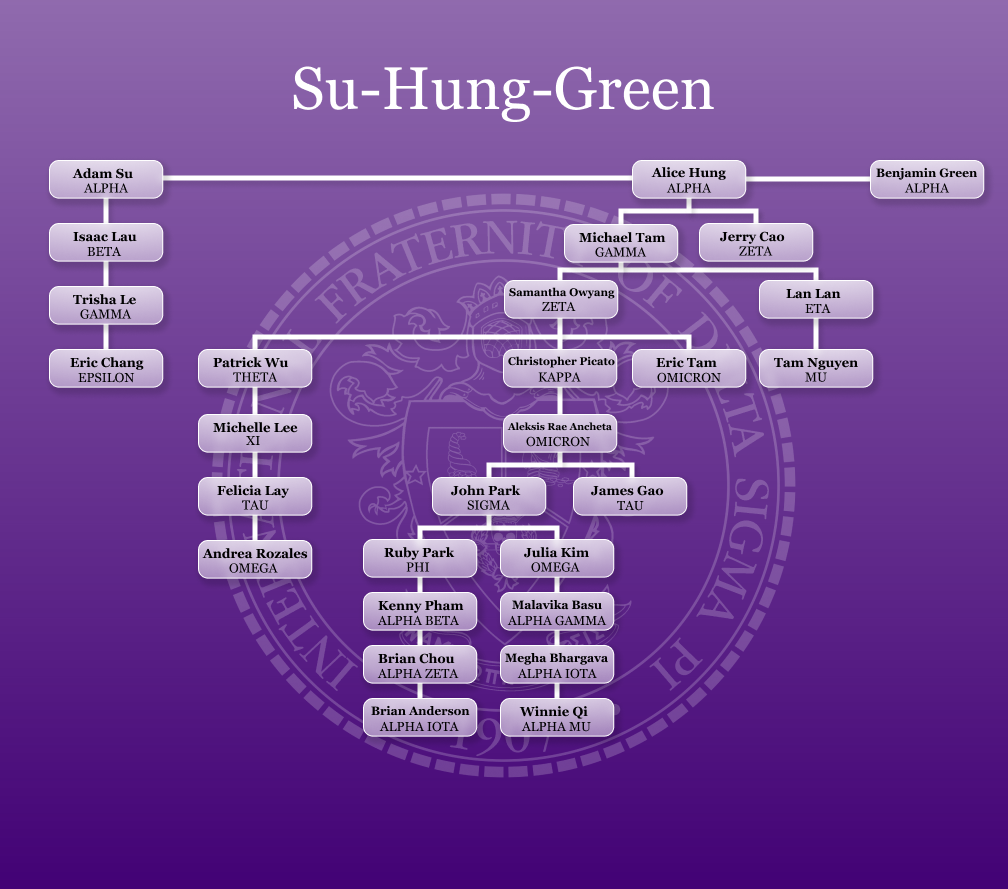 Su-Hung-Green
Adam Su
ALPHA
Alice Hung
ALPHA
Benjamin Green
ALPHA
Isaac Lau
BETA
Michael Tam
GAMMA
Jerry Cao
ZETA
Trisha Le
GAMMA
Samantha Owyang
ZETA
Lan Lan
ETA
Eric Chang
EPSILON
Patrick Wu
THETA
Christopher Picato
KAPPA
Eric Tam
OMICRON
Tam Nguyen
MU
Michelle Lee
XI
Aleksis Rae Ancheta
OMICRON
Felicia Lay
TAU
John Park
SIGMA
James Gao
TAU
Andrea Rozales
OMEGA
Ruby Park
PHI
Julia Kim
OMEGA
Kenny Pham
ALPHA BETA
Malavika Basu
ALPHA GAMMA
Brian Chou
ALPHA ZETA
Megha Bhargava
ALPHA IOTA
Brian Anderson
ALPHA IOTA
Winnie Qi
ALPHA MU
FRATERNITY OF DELTA SIGMA PI
1907